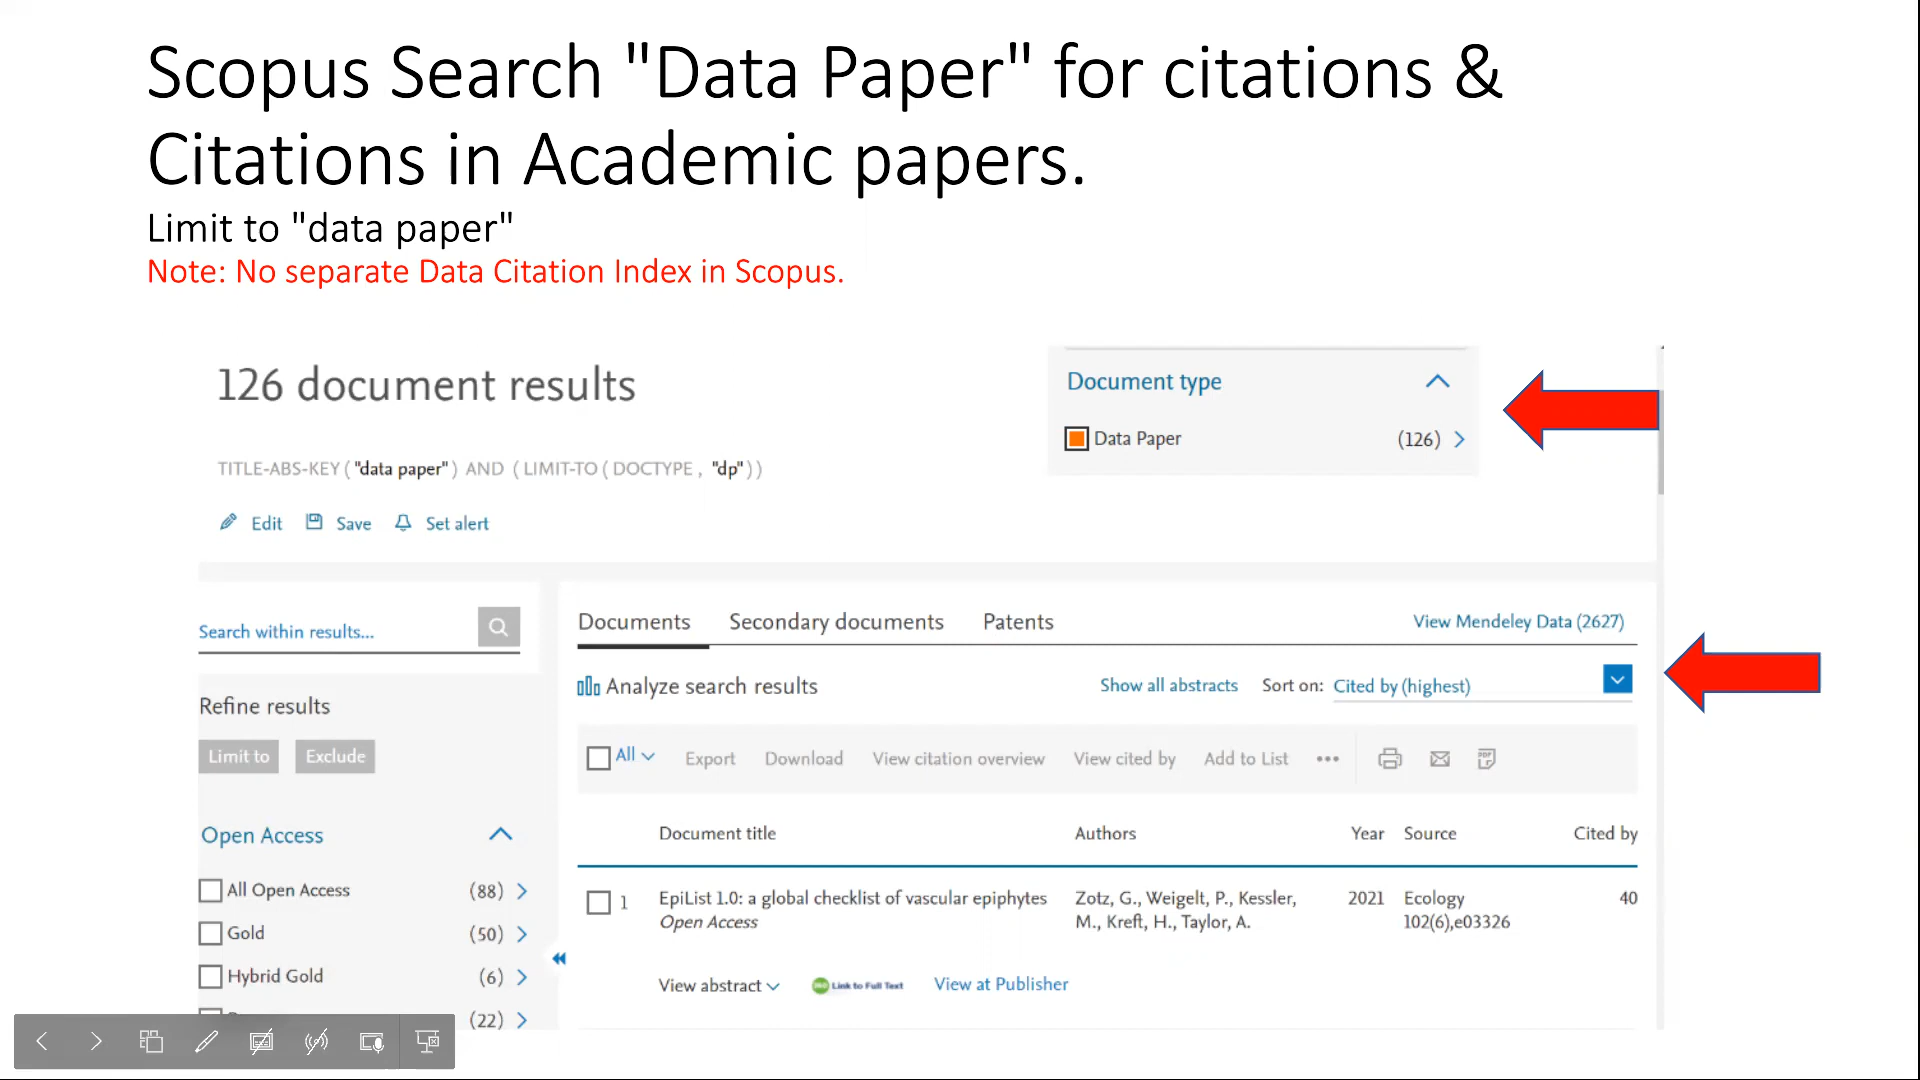 Scopus Search "Data Paper" for citations &
Citations in Academic papers.
Limit to "data paper"
Note: No separate Data Citation Index in Scopus.
126 document results
TITLE-ABS-KEY ( "data paper" ) AND ( LIMIT-TO ( DOCTYPE , "dp" ) )
Edit Save Set alert
Document type
Data Paper (126)
Search within results...
Refine results
Limit to Exclude
Open Access
All Open Access (88)
Gold (50)
Hybrid Gold (6)
(22)
Documents Secondary documents Patents View Mendeley Data (2627)
Analyze search results Show all abstracts Sort on: Cited by (highest)
All Export Download View citation overview View cited by Add to List •••
Document title Authors Year Source Cited by
1 EpiList 1.0: a global checklist of vascular epiphytes Zotz, G., Weigelt, P., Kessler, 2021 Ecology 40
Open Access M., Kreft, H., Taylor, A. 102(6),e03326
View abstract Link to Full Text View at Publisher